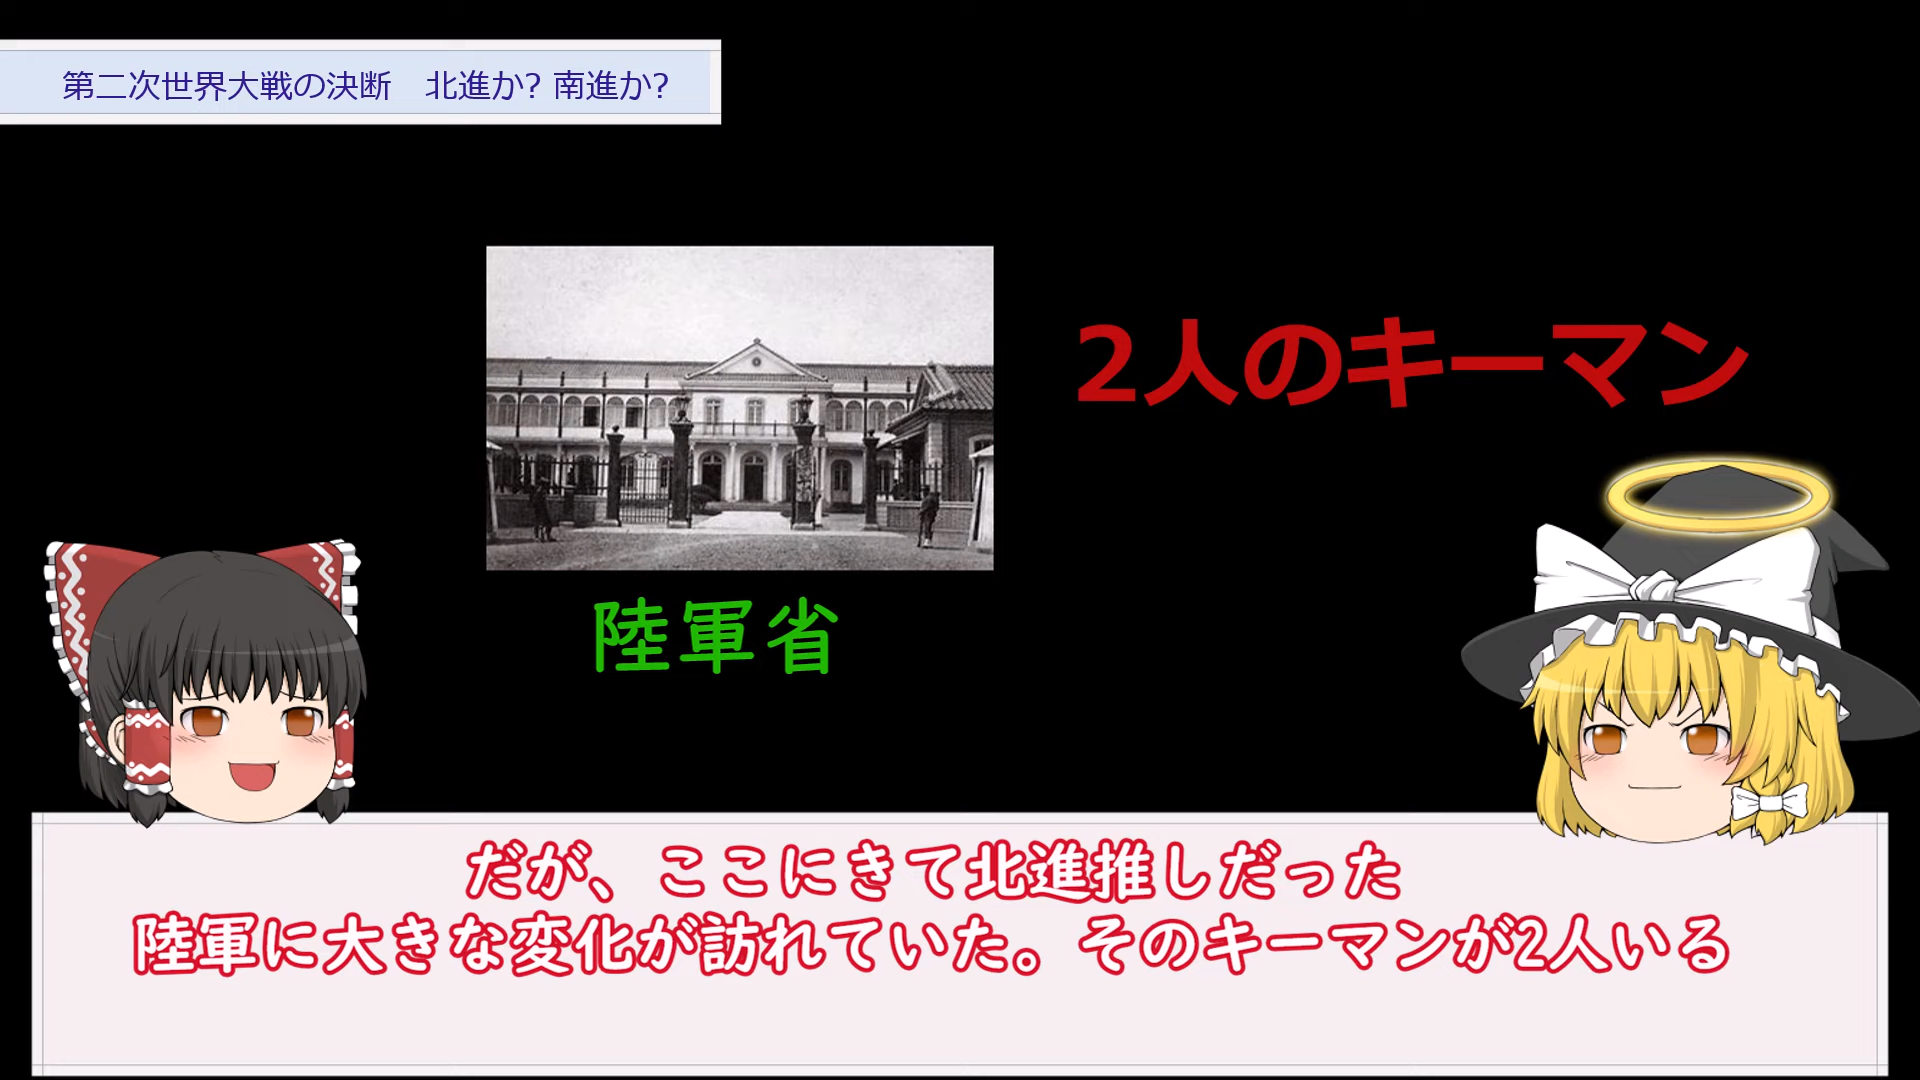 第二次世界大戦の決断　北進か? 南進か?
2人のキーマン
陸軍省
だが、ここにきて北進推しだった
陸軍に大きな変化が訪れていた。そのキーマンが2人いる